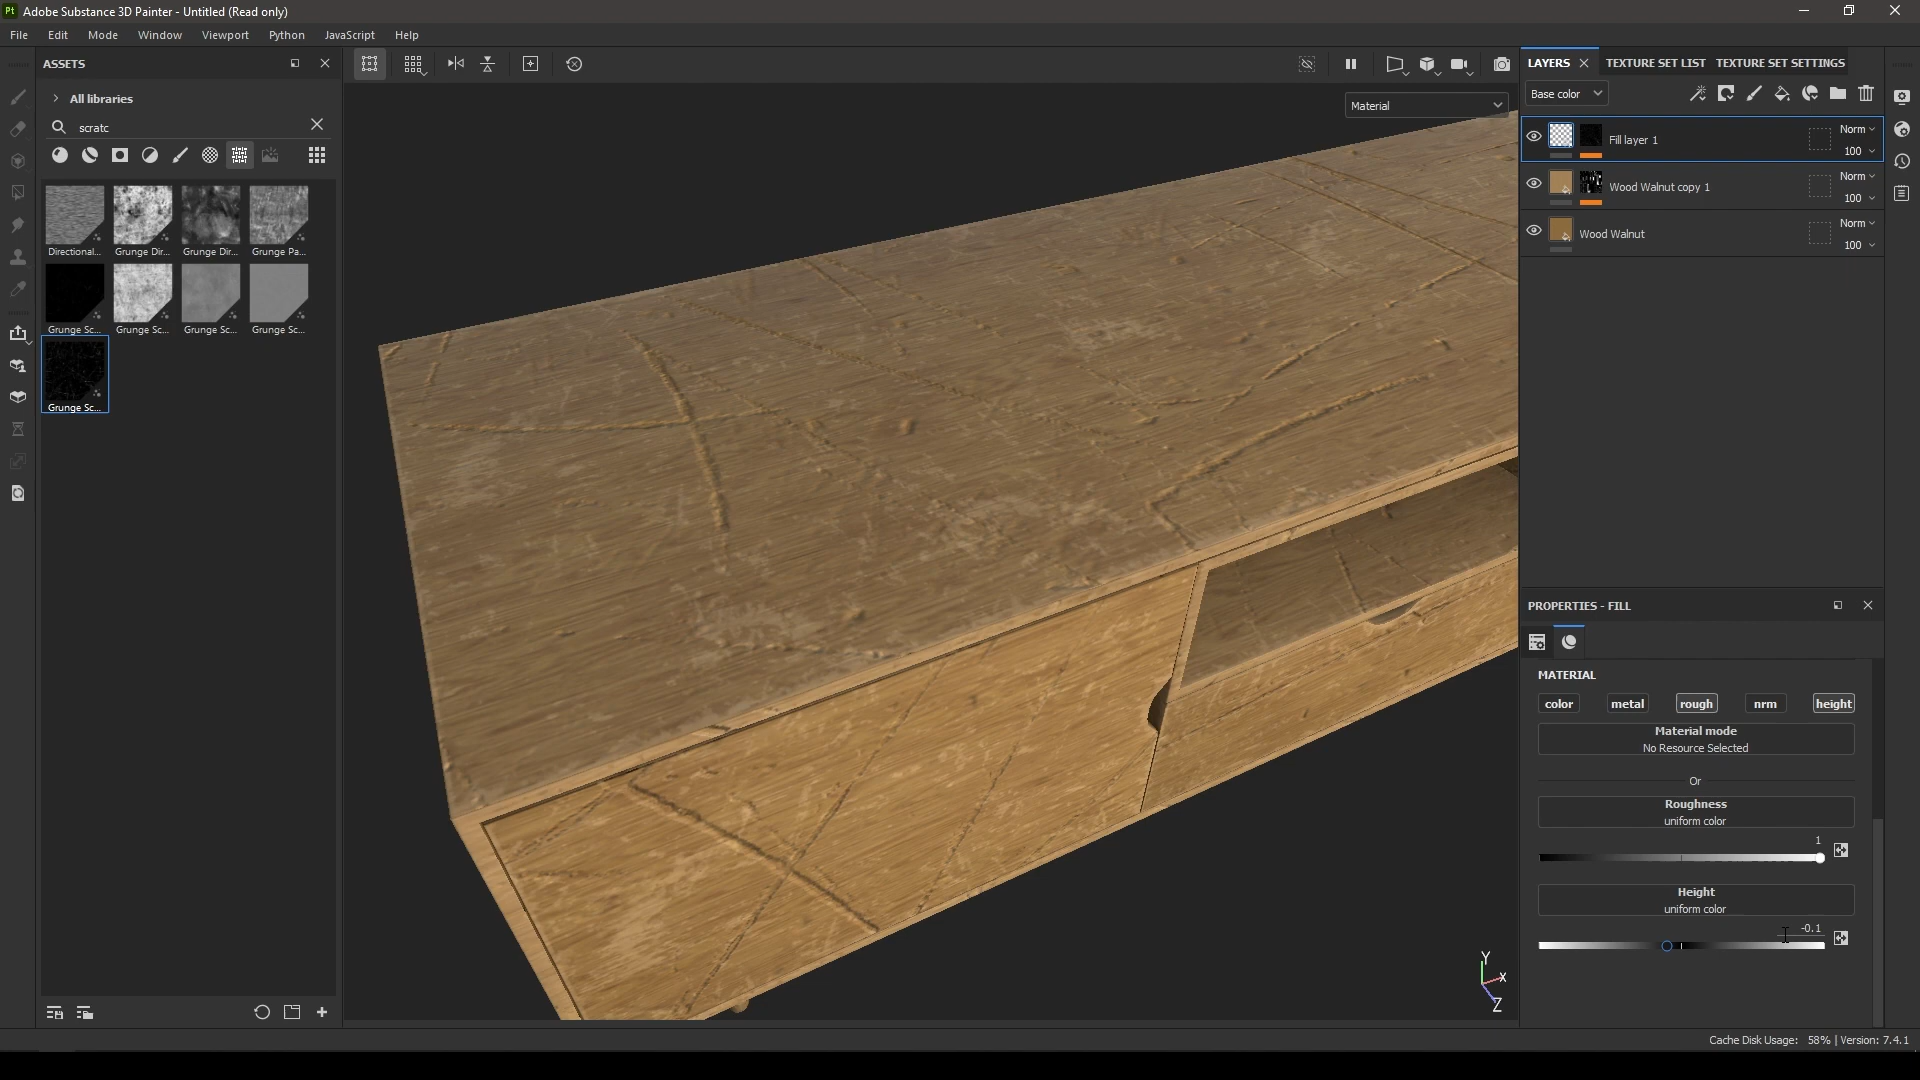 Pt Adobe Substance 3D Painter - Untitled (Read only)
File Edit Mode Window Viewport Python JavaScript Help
ASSETS
All libraries
scratc
Directional...
Grunge Dir...
Grunge Dir...
Grunge Pa...
Grunge Sc...
Grunge Sc...
Grunge Sc...
Grunge Sc...
Grunge Sc...
Material
Y
X
Z
LAYERS TEXTURE SET LIST TEXTURE SET SETTINGS
Base color
Fill layer 1
Norm
100
Wood Walnut copy 1
Norm
100
Wood Walnut
Norm
100
PROPERTIES - FILL
MATERIAL
color metal rough nrm height
Material mode
No Resource Selected
Or
Roughness
uniform color
1
Height
uniform color
-0.1
Cache Disk Usage: 58% | Version: 7.4.1